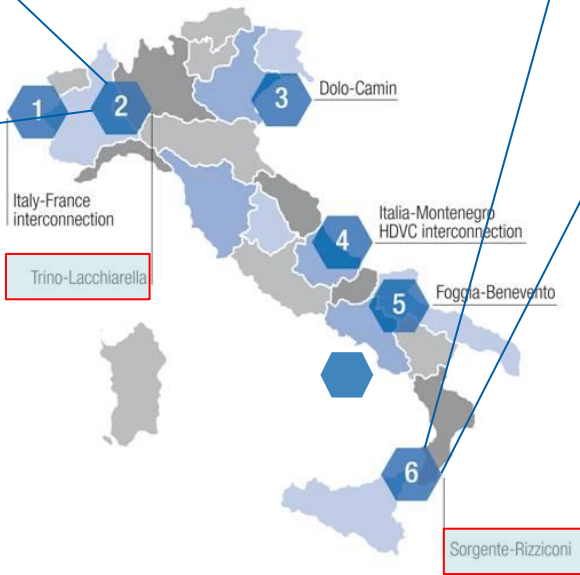 1
2
3
Dolo-Camin
Italy-France
interconnection
Trino-Lacchiarella
4
Italia-Montenegro
HDVC interconnection
5
Foggia-Benevento
6
Sorgente-Rizziconi